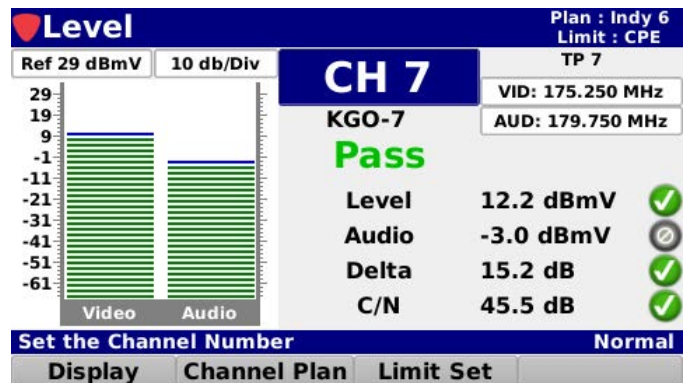 Level
Plan : Indy 6
Limit : CPE
Ref 29 dBmV
10 db/Div
CH 7
TP 7
VID: 175.250 MHz
KGO-7
AUD: 179.750 MHz
Pass
29
19
9
-1
-11
-21
-31
-41
-51
-61
Video Audio
Level 12.2 dBmV
Audio -3.0 dBmV
Delta 15.2 dB
C/N 45.5 dB
Set the Channel Number Normal
Display Channel Plan Limit Set